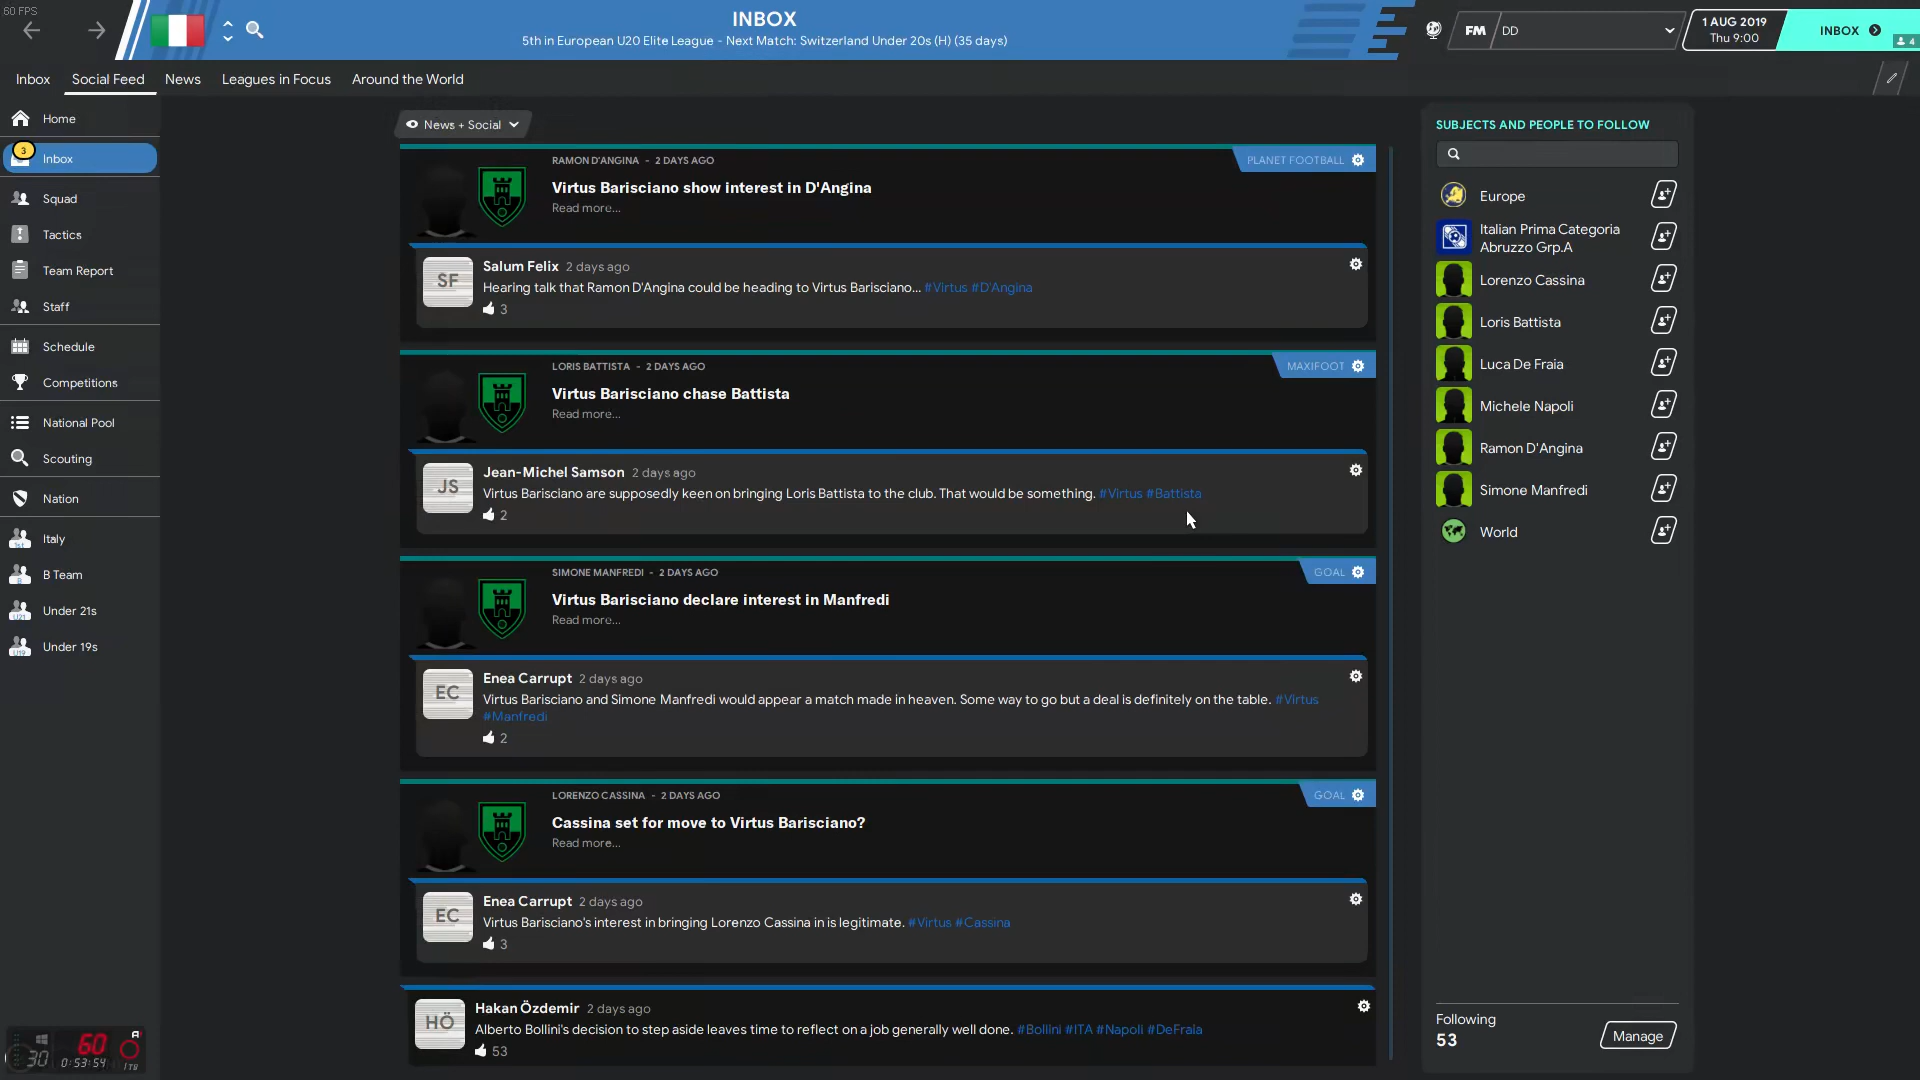 60 FPS
INBOX
5th in European U20 Elite League - Next Match: Switzerland Under 20s (H) (35 days)
FM DD
1 AUG 2019
Thu 9:00
INBOX
4
Inbox Social Feed News Leagues in Focus Around the World
Home
3
Inbox
Squad
Tactics
Team Report
Staff
Schedule
Competitions
National Pool
Scouting
Nation
1st
Italy
B
B Team
U21
Under 21s
U19
Under 19s
News + Social
RAMON D'ANGINA - 2 DAYS AGO
PLANET FOOTBALL
Virtus Barisciano show interest in D'Angina
Read more...
SF
Salum Felix 2 days ago
Hearing talk that Ramon D'Angina could be heading to Virtus Barisciano... #Virtus #D'Angina
3
LORIS BATTISTA - 2 DAYS AGO
MAXIFOOT
Virtus Barisciano chase Battista
Read more...
JS
Jean-Michel Samson 2 days ago
Virtus Barisciano are supposedly keen on bringing Loris Battista to the club. That would be something. #Virtus #Battista
2
SIMONE MANFREDI - 2 DAYS AGO
GOAL
Virtus Barisciano declare interest in Manfredi
Read more...
EC
Enea Carrupt 2 days ago
Virtus Barisciano and Simone Manfredi would appear a match made in heaven. Some way to go but a deal is definitely on the table. #Virtus
#Manfredi
2
LORENZO CASSINA - 2 DAYS AGO
GOAL
Cassina set for move to Virtus Barisciano?
Read more...
EC
Enea Carrupt 2 days ago
Virtus Barisciano's interest in bringing Lorenzo Cassina in is legitimate. #Virtus #Cassina
3
HÖ
Hakan Özdemir 2 days ago
Alberto Bollini's decision to step aside leaves time to reflect on a job generally well done. #Bollini #ITA #Napoli #DeFraia
53
SUBJECTS AND PEOPLE TO FOLLOW
Europe
Italian Prima Categoria
Abruzzo Grp.A
Lorenzo Cassina
Loris Battista
Luca De Fraia
Michele Napoli
Ramon D'Angina
Simone Manfredi
World
Following
53
Manage
30
60
0:53:54
A
1TB